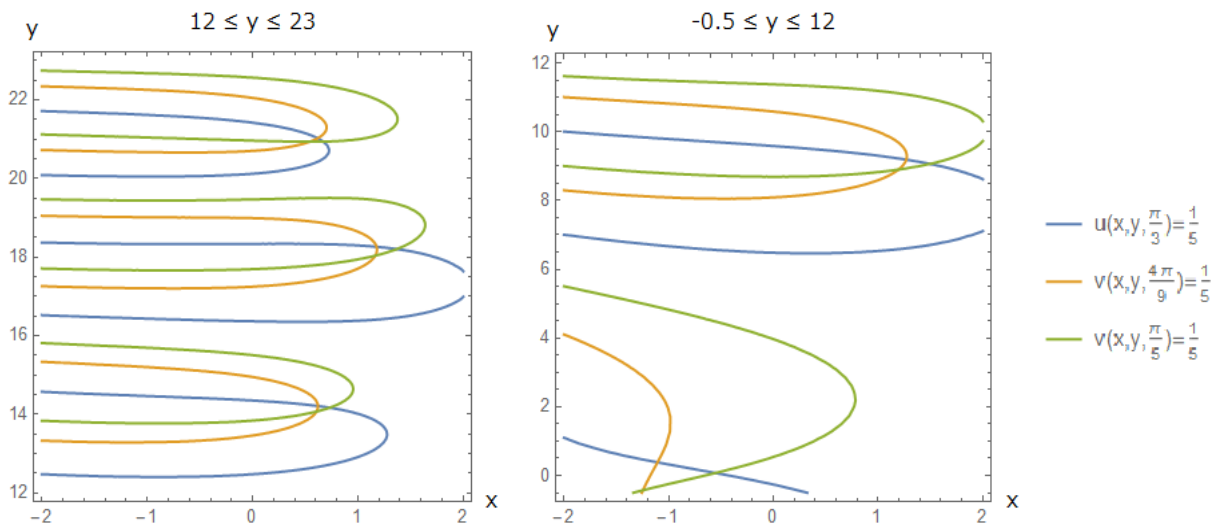 12 ≤ y ≤ 23
-0.5 ≤ y ≤ 12
y
y
22
20
18
16
14
12
-2
-1
0
1
2
x
12
10
8
6
4
2
0
-2
-1
0
1
2
x
u(x,y,π/3)=1/5
v(x,y,4π/9)=1/5
v(x,y,π/5)=1/5